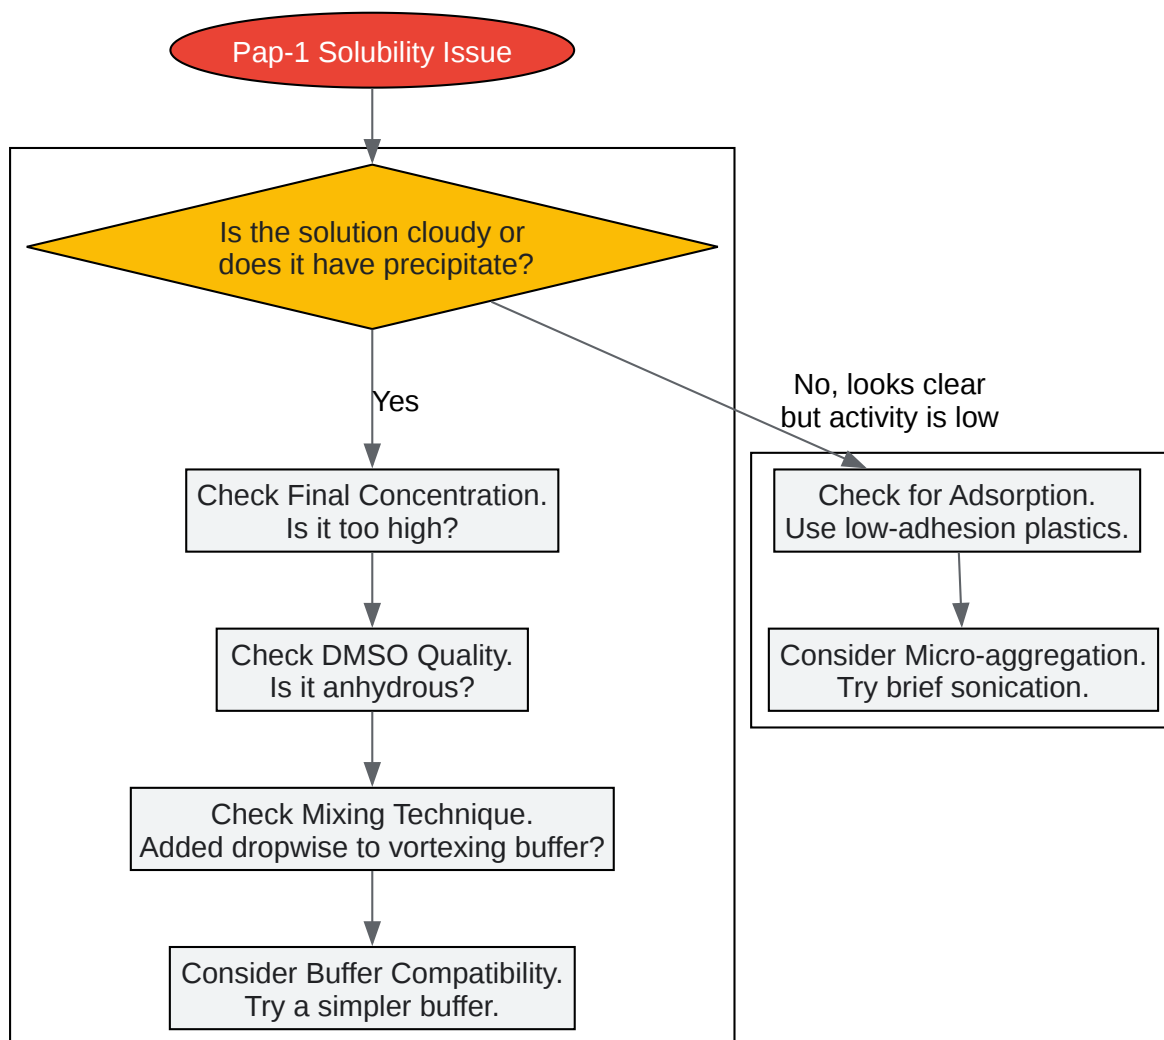 Pap-1 Solubility Issue
Is the solution cloudy or
does it have precipitate?
Yes
No, looks clear
but activity is low
Check Final Concentration.
Is it too high?
Check for Adsorption.
Use low-adhesion plastics.
Check DMSO Quality.
Is it anhydrous?
Consider Micro-aggregation.
Try brief sonication.
Check Mixing Technique.
Added dropwise to vortexing buffer?
Consider Buffer Compatibility.
Try a simpler buffer.